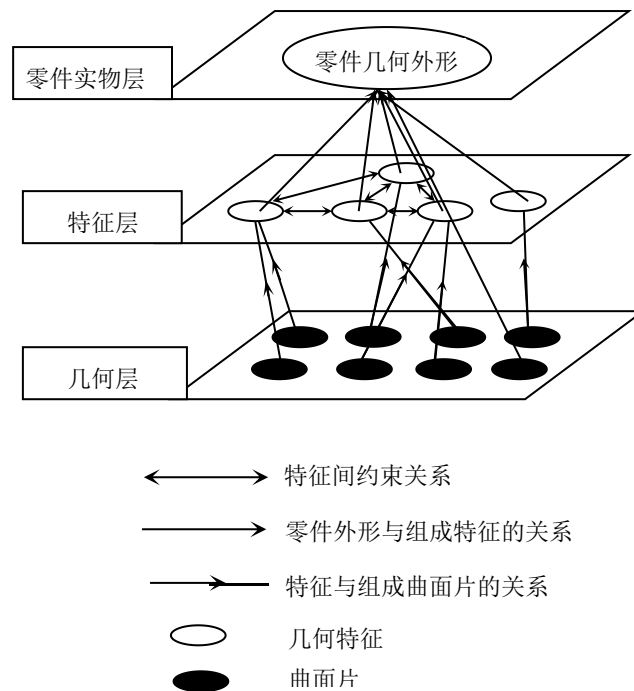 零件几何外形
零件实物层
特征层
几何层
特征间约束关系
零件外形与组成特征的关系
特征与组成曲面片的关系
几何特征
曲面片